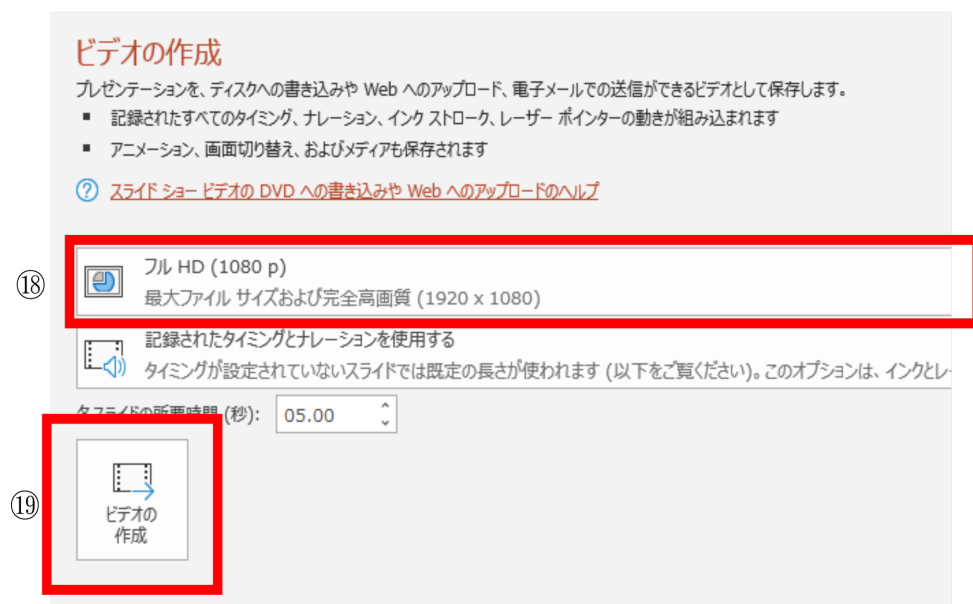 ビデオの作成
プレゼンテーションを、ディスクへの書き込みや Web へのアップロード、電子メールでの送信ができるビデオとして保存します。
■ 記録されたすべてのタイミング、ナレーション、インク ストローク、レーザー ポインターの動きが組み込まれます
■ アニメーション、画面切り替え、およびメディアも保存されます
? スライド ショー ビデオの DVD への書き込みや Web へのアップロードのヘルプ
⑱
フル HD (1080 p)
最大ファイル サイズおよび完全高画質 (1920 x 1080)
記録されたタイミングとナレーションを使用する
タイミングが設定されていないスライドでは既定の長さが使われます (以下をご覧ください)。このオプションは、インクとレ
スライドの所要時間 (秒): 05.00
⑲
ビデオの
作成